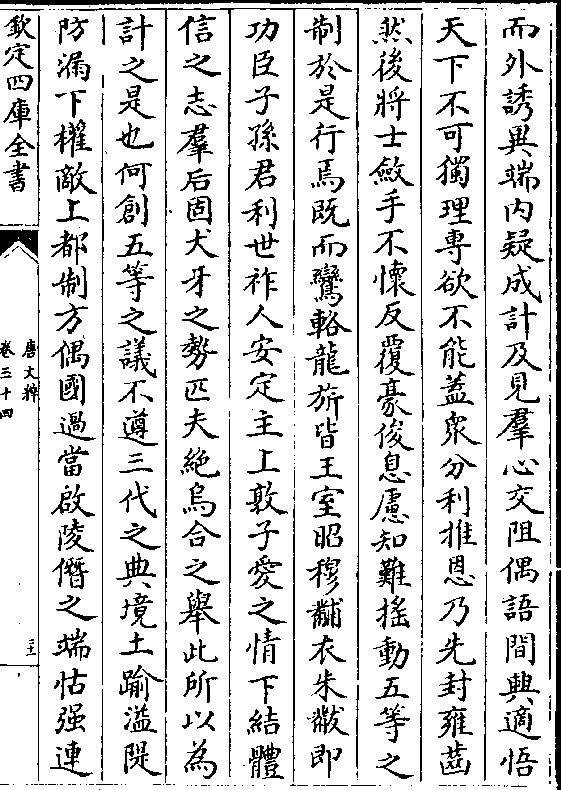 而外誘異端内疑成計及見羣心交阻偶語間興適悟
天下不可獨理専欲不能蓋衆分利推恩乃先封雍齒
然後將士斂手不懷反覆豪俊息慮知難揺動五等之
制於是行焉既而鸞輅龍旂皆王室昭穆黼衣朱黻即
功臣子孫君利世祚人安定主上敦子愛之情下結體
信之志羣后固犬牙之勢匹夫絶烏合之舉此所以為
計之是也何創五等之議不遵三代之典境土踰溢隄
防漏下權敵上都制方偶國過當啟陵僭之端怙强連
欽定四庫全書
唐文粹
卷三十四